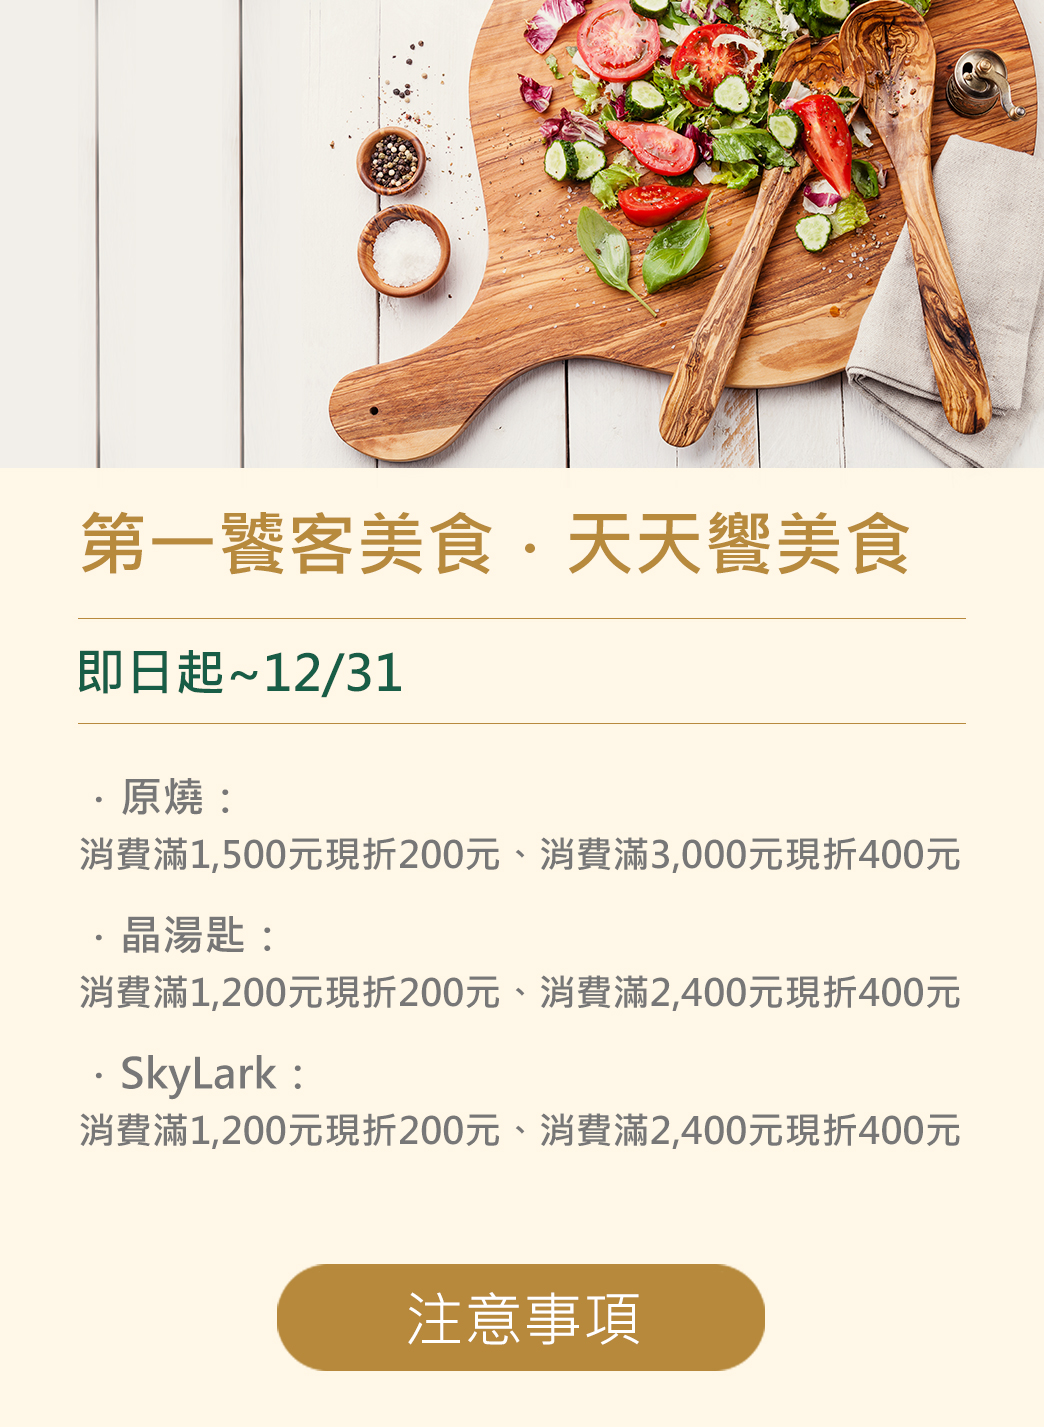 第一饕客美食．天天饗美食
即日起~12/31
．原燒：
消費滿1,500元現折200元、消費滿3,000元現折400元
．晶湯匙：
消費滿1,200元現折200元、消費滿2,400元現折400元
．SkyLark：
消費滿1,200元現折200元、消費滿2,400元現折400元
注意事項